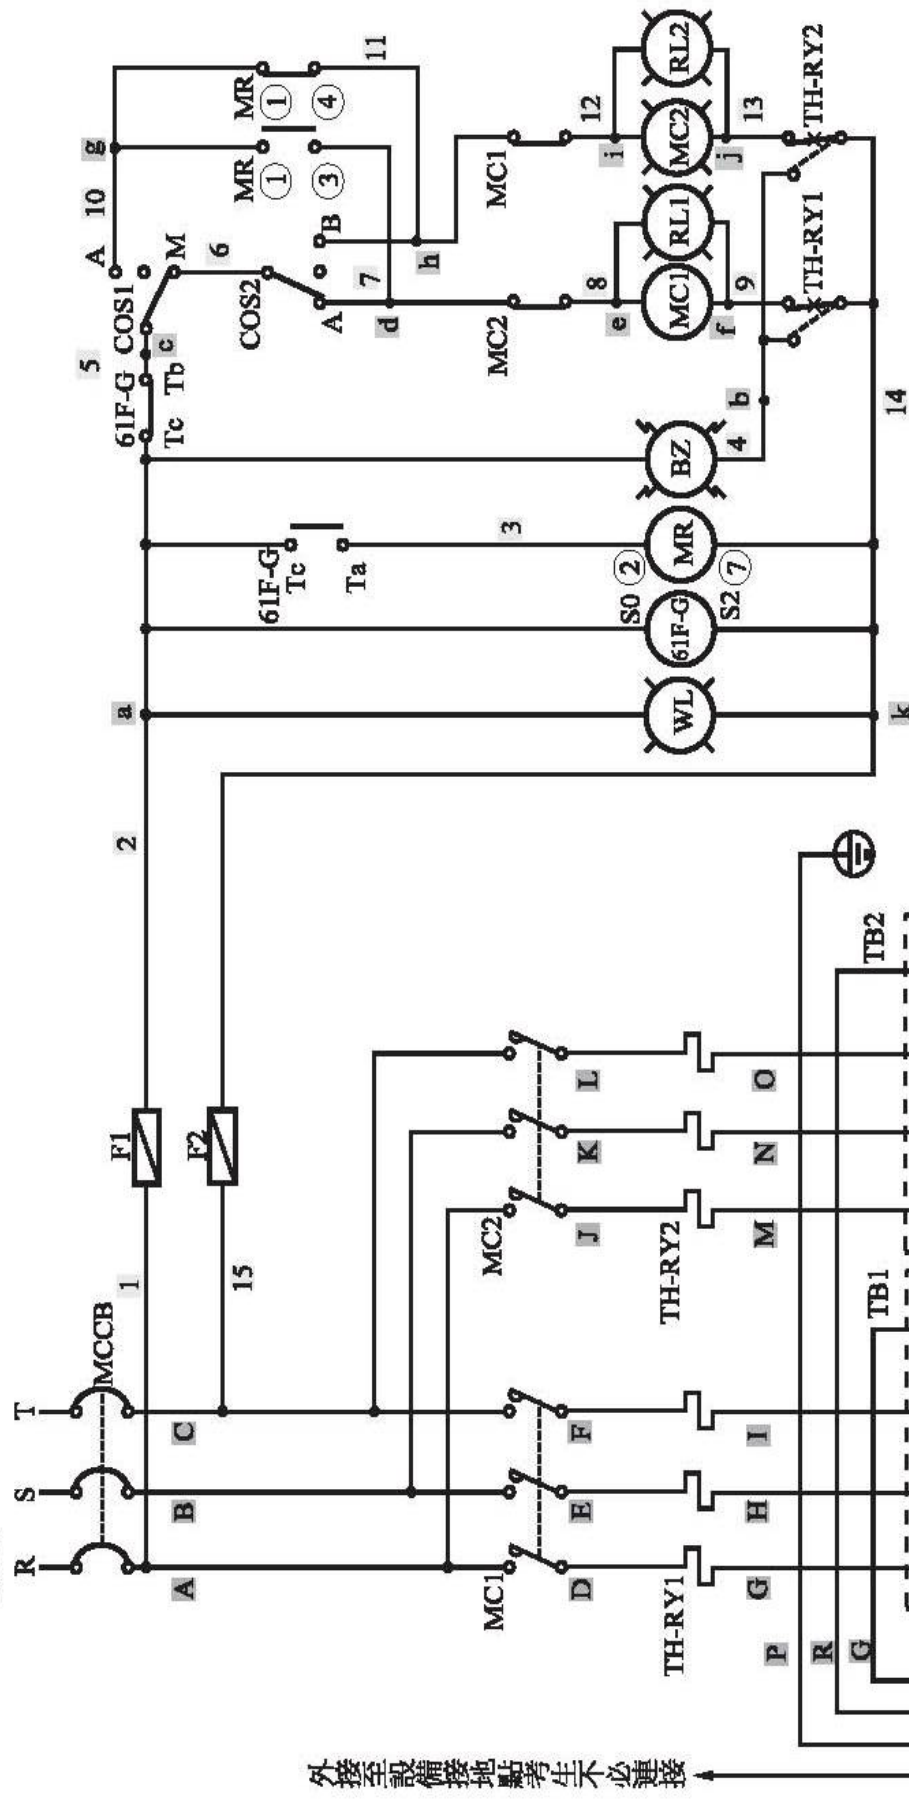 R S T
MCCB
A
B
C
1
15
F1
F2
2
a
61F-G
Tc
Ta
3
61F-G
Tc Tb
5
c
COS1
A
M
10
g
6
COS2
A
B
7
d
MR
①
③
MR
①
④
11
h
MC2
MC1
8
e
12
i
WL
S0
61F-G
S2
②
MR
⑦
BZ
4
b
MC1
RL1
MC2
RL2
f
9
j
13
TH-RY1
TH-RY2
14
k
MC1
D
E
F
MC2
J
K
L
TH-RY1
G
H
I
TH-RY2
M
N
O
P
R
G
TB1
TB2
外接至設備接地點考生不必連接